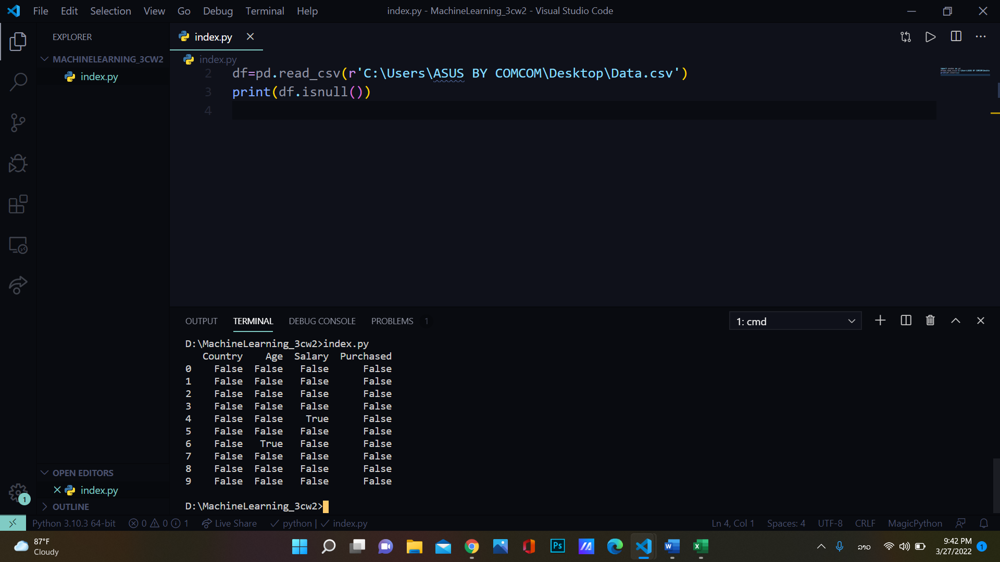 File Edit Selection View Go Debug Terminal Help
index.py - MachineLearning_3cw2 - Visual Studio Code
EXPLORER
MACHINELEARNING_3CW2
index.py
index.py
index.py
2 df=pd.read_csv(r'C:\Users\ASUS BY COMCOM\Desktop\Data.csv')
3 print(df.isnull())
4
OUTPUT TERMINAL DEBUG CONSOLE PROBLEMS 1
1: cmd
D:\MachineLearning_3cw2>index.py
Country Age Salary Purchased
0 False False False False
1 False False False False
2 False False False False
3 False False False False
4 False False True False
5 False False False False
6 False True False False
7 False False False False
8 False False False False
9 False False False False
D:\MachineLearning_3cw2>
OPEN EDITORS
index.py
OUTLINE
1
Python 3.10.3 64-bit 0 0 1 Live Share python | index.py
Ln 4, Col 1 Spaces: 4 UTF-8 CRLF MagicPython
87°F
Cloudy
Ps
W
X
ລາວ
9:42 PM
3/27/2022
1